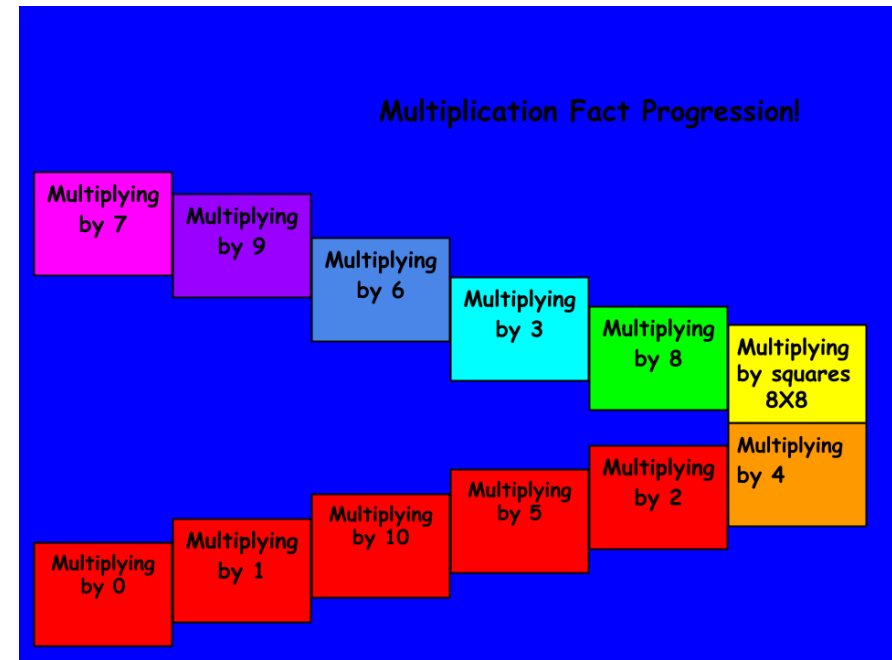 Multiplication Fact Progression!
Multiplying
by 7
Multiplying
by 9
Multiplying
by 6
Multiplying
by 3
Multiplying
by 8
Multiplying
by squares
8X8
Multiplying
by 4
Multiplying
by 2
Multiplying
by 5
Multiplying
by 10
Multiplying
by 1
Multiplying
by 0